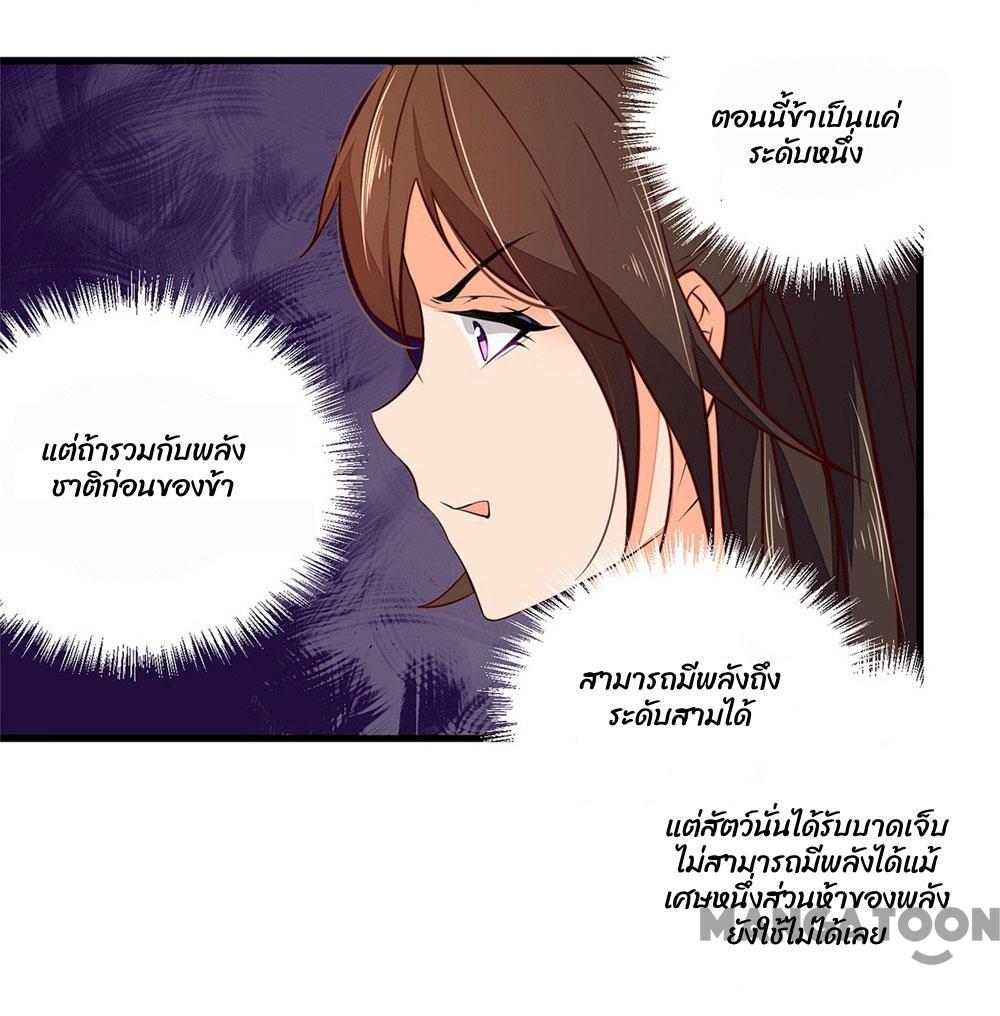 ตอนนี้ข้าเป็นแค่
ระดับหนึ่ง
แต่ถ้ารวมกับพลัง
ชาติก่อนของข้า
สามารถมีพลังถึง
ระดับสามได้
แต่สัตว์นั่นได้รับบาดเจ็บ
ไม่สามารถมีพลังได้แม้
เศษหนึ่งส่วนห้าของพลัง
ยังใช้ไม่ได้เลย
MANGATOON